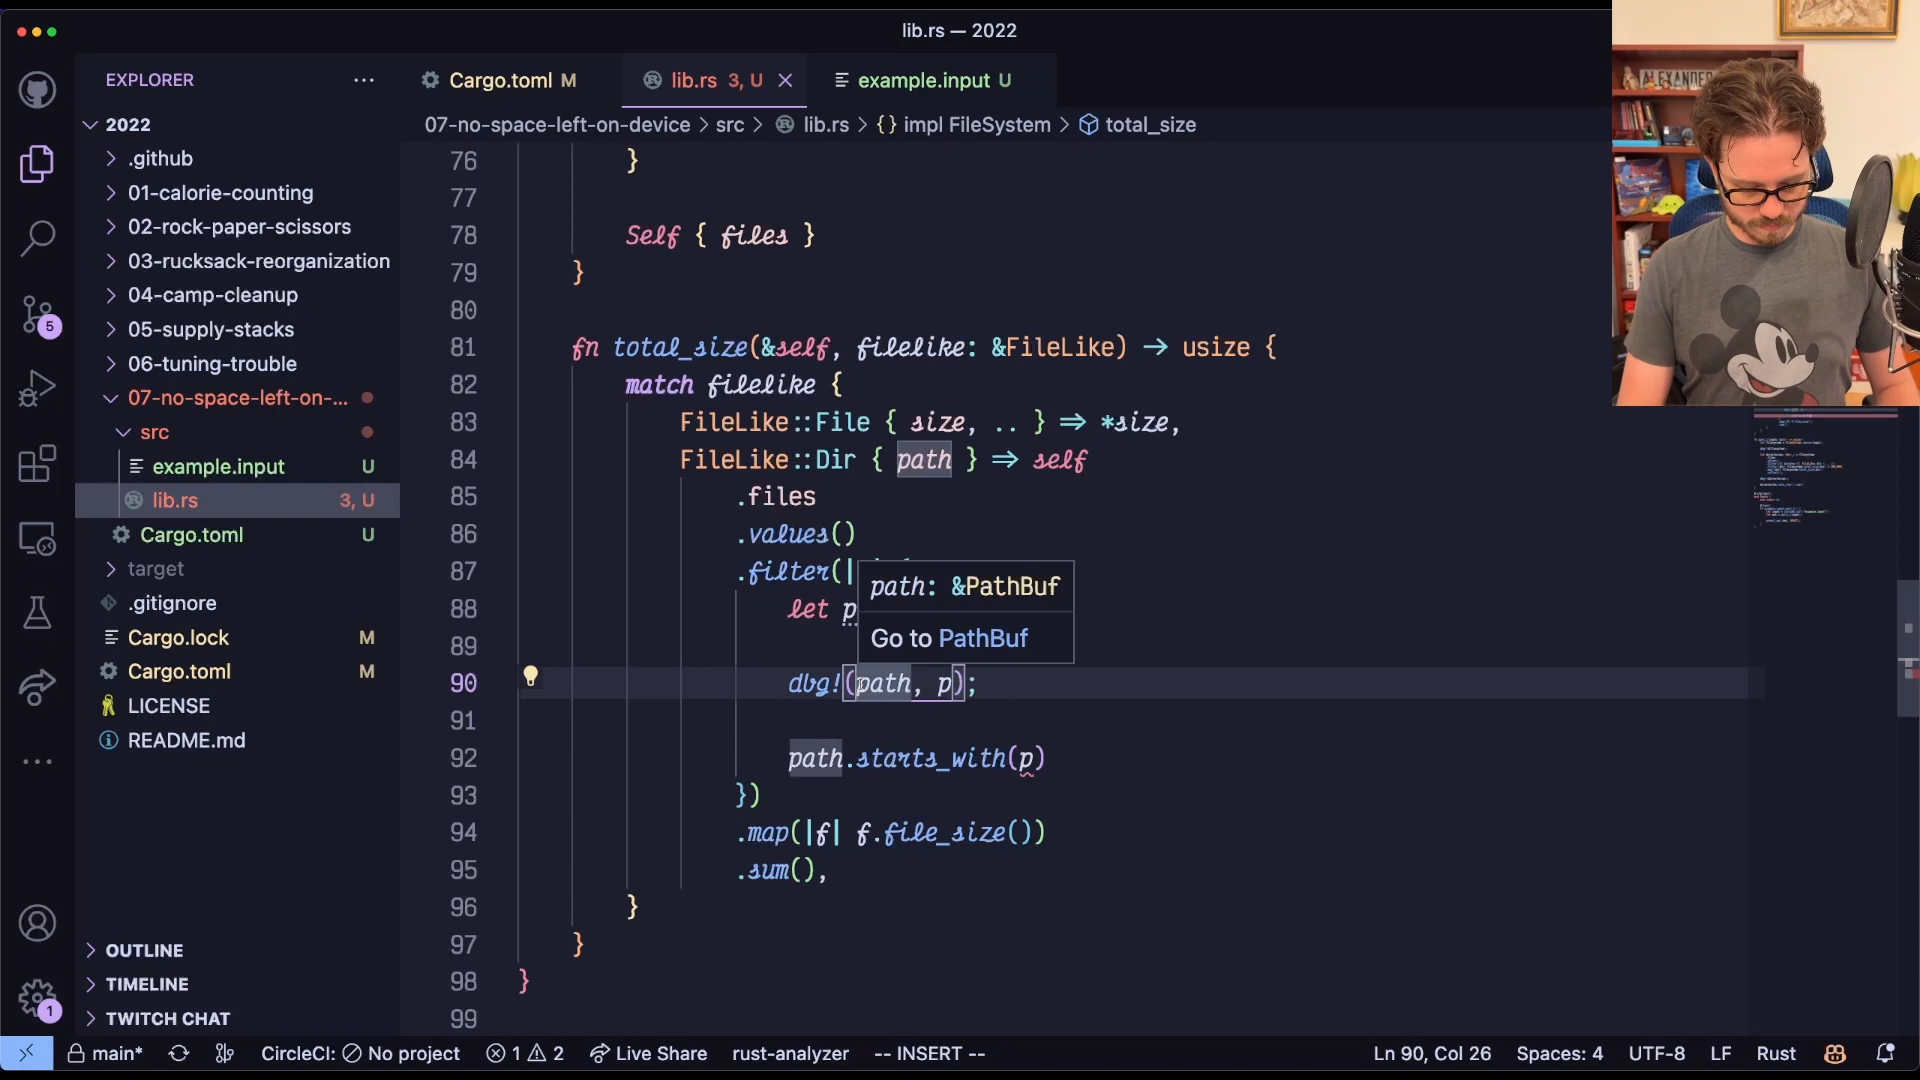 lib.rs — 2022
EXPLORER
Cargo.toml M
lib.rs 3, U
example.input U
07-no-space-left-on-device > src > lib.rs > {} impl FileSystem > total_size
2022
.github
01-calorie-counting
02-rock-paper-scissors
03-rucksack-reorganization
04-camp-cleanup
05-supply-stacks
06-tuning-trouble
07-no-space-left-on-...
src
example.input U
lib.rs 3, U
Cargo.toml U
target
.gitignore
Cargo.lock M
Cargo.toml M
LICENSE
README.md
OUTLINE
TIMELINE
TWITCH CHAT
5
1
76 }
77
78 Self { files }
79 }
80
81 fn total_size(&self, filelike: &FileLike) → usize {
82 match filelike {
83 FileLike::File { size, .. } ⇒ *size,
84 FileLike::Dir { path } ⇒ self
85 .files
86 .values()
87 .filter(|
88 let p
89
90 dbg!(path, p);
91
92 path.starts_with(p)
93 })
94 .map(|f| f.file_size())
95 .sum(),
96 }
97 }
98 }
99
path: &PathBuf
Go to PathBuf
main* CircleCI: No project 1 2 Live Share rust-analyzer -- INSERT -- Ln 90, Col 26 Spaces: 4 UTF-8 LF Rust